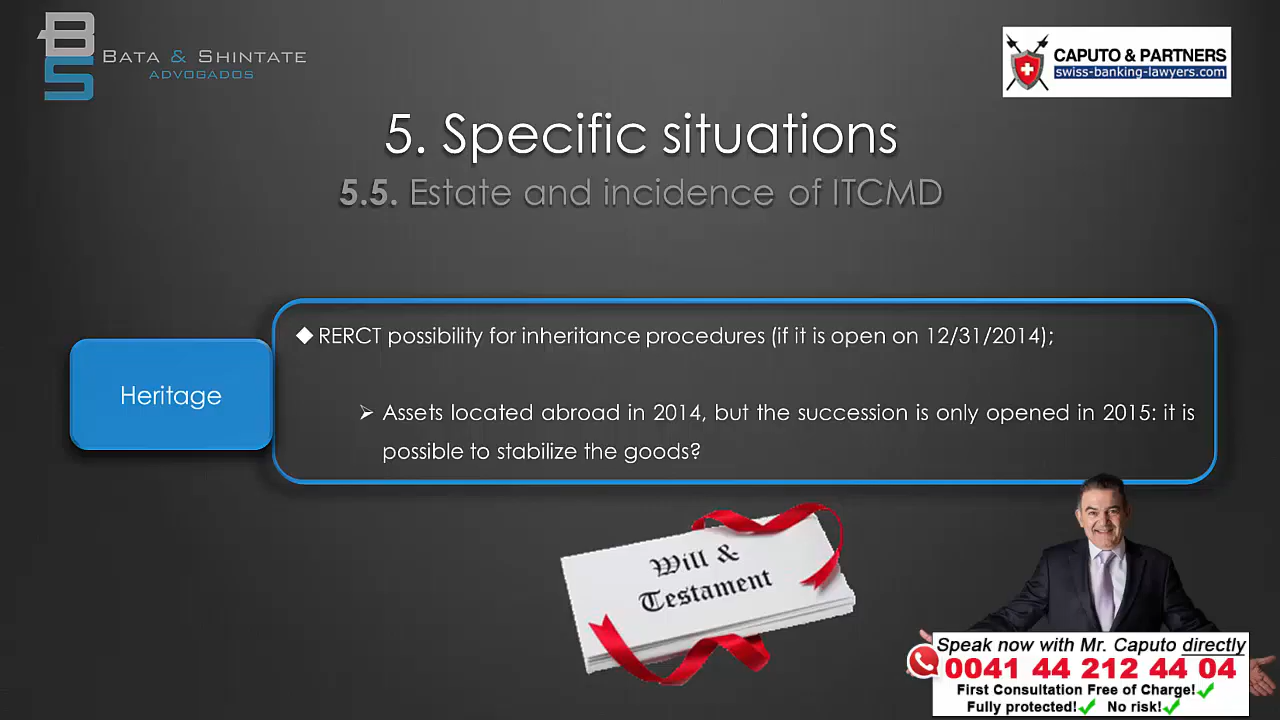 BS
BATA & SHINTATE
ADVOGADOS
CAPUTO & PARTNERS
swiss-banking-lawyers.com
5. Specific situations
5.5. Estate and incidence of ITCMD
Heritage
RERCT possibility for inheritance procedures (if it is open on 12/31/2014);
Assets located abroad in 2014, but the succession is only opened in 2015: it is
possible to stabilize the goods?
Will &
Testament
Speak now with Mr. Caputo directly
0041 44 212 44 04
First Consultation Free of Charge!
Fully protected! No risk!